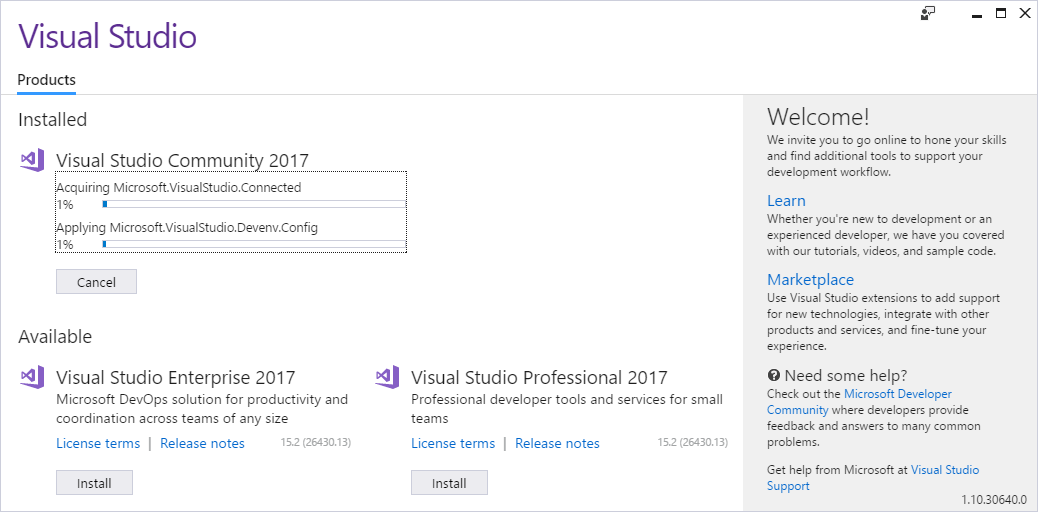 Visual Studio
Products
Installed
Visual Studio Community 2017
Acquiring Microsoft.VisualStudio.Connected
1%
Applying Microsoft.VisualStudio.Devenv.Config
1%
Cancel
Available
Visual Studio Enterprise 2017
Microsoft DevOps solution for productivity and
coordination across teams of any size
License terms | Release notes 15.2 (26430.13)
Install
Visual Studio Professional 2017
Professional developer tools and services for small
teams
License terms | Release notes 15.2 (26430.13)
Install
Welcome!
We invite you to go online to hone your skills
and find additional tools to support your
development workflow.
Learn
Whether you're new to development or an
experienced developer, we have you covered
with our tutorials, videos, and sample code.
Marketplace
Use Visual Studio extensions to add support
for new technologies, integrate with other
products and services, and fine-tune your
experience.
Need some help?
Check out the Microsoft Developer
Community where developers provide
feedback and answers to many common
problems.
Get help from Microsoft at Visual Studio
Support
1.10.30640.0